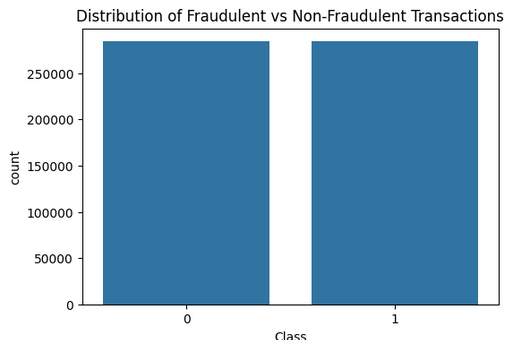 Distribution of Fraudulent vs Non-Fraudulent Transactions
250000
200000
150000
100000
50000
0
count
0 1
Class